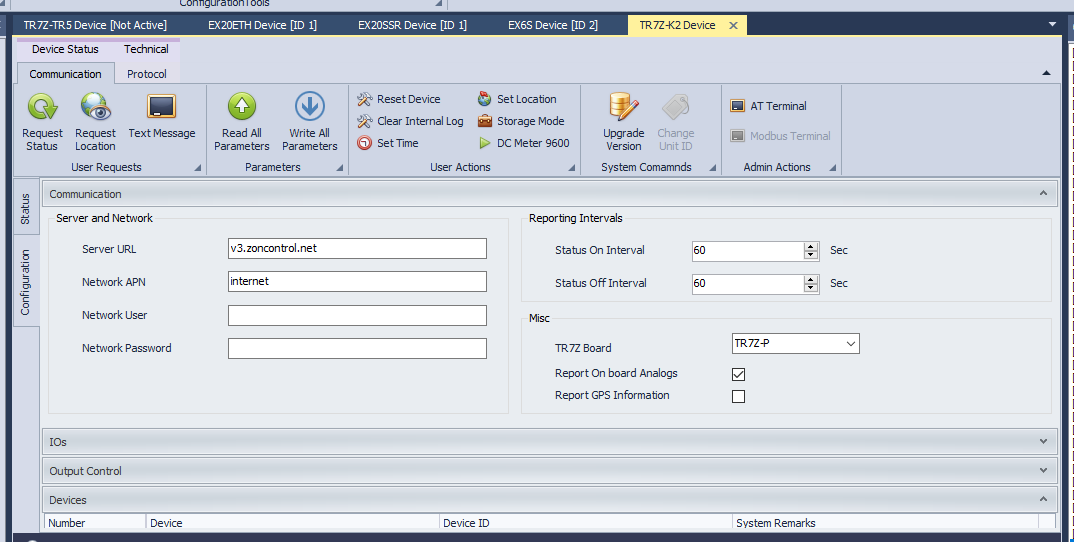 ConfigurationTools
TR7Z-TR5 Device [Not Active] EX20ETH Device [ID 1] EX20SSR Device [ID 1] EX6S Device [ID 2] TR7Z-K2 Device
Device Status Technical
Communication Protocol
Request Status
Request Location
Text Message
User Requests
Read All Parameters
Write All Parameters
Parameters
Reset Device
Clear Internal Log
Set Time
Set Location
Storage Mode
DC Meter 9600
User Actions
Upgrade Version
Change Unit ID
System Comamnds
AT Terminal
Modbus Terminal
Admin Actions
Status
Configuration
Communication
Server and Network
Server URL v3.zoncontrol.net
Network APN internet
Network User
Network Password
Reporting Intervals
Status On Interval 60 Sec
Status Off Interval 60 Sec
Misc
TR7Z Board TR7Z-P
Report On board Analogs
Report GPS Information
IOs
Output Control
Devices
Number Device Device ID System Remarks